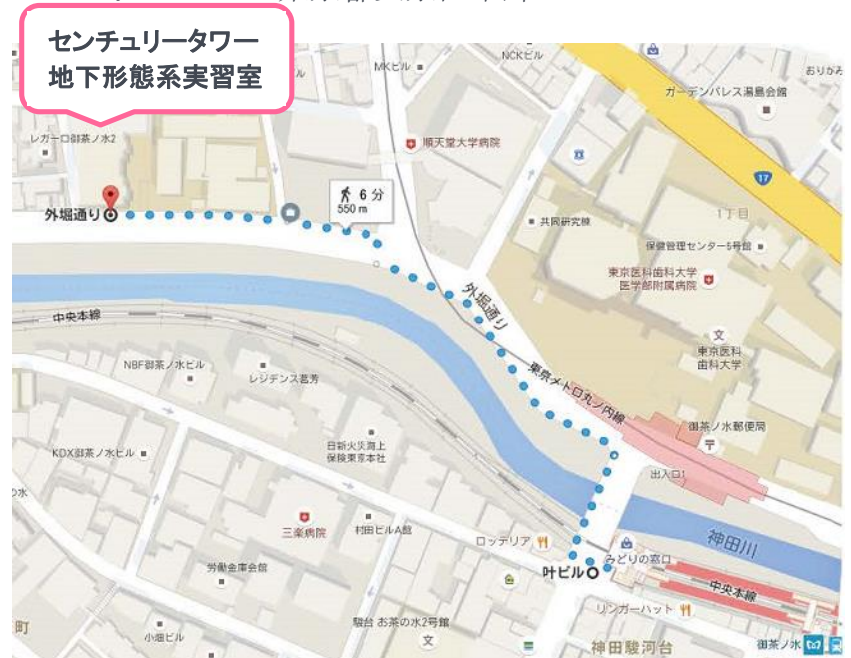 センチュリータワー
地下形態系実習室
NCKビル
MKビル
おりがみ
ガーデンパレス湯島会館
レガーロ御茶ノ水2
順天堂大学病院
17
6 分
550 m
外堀通り
1丁目
共同研究棟
保健管理センター5号館
東京医科歯科大学
医学部附属病院
外堀通り
中央本線
文
東京医科
歯科大学
NBF御茶ノ水ビル
レジデンス葛芳
東京メトロ丸ノ内線
御茶ノ水郵便局
KDX御茶ノ水ビル
日新火災海上
保険東京本社
出入口1
の水
三楽病院
村田ビルA館
ロッテリア
神田川
みどりの窓口
労働金庫会館
叶ビル
中央本線
リンガーハット
町
小畑ビル
駿台 お茶の水2号館
文
神田駿河台
御茶ノ水